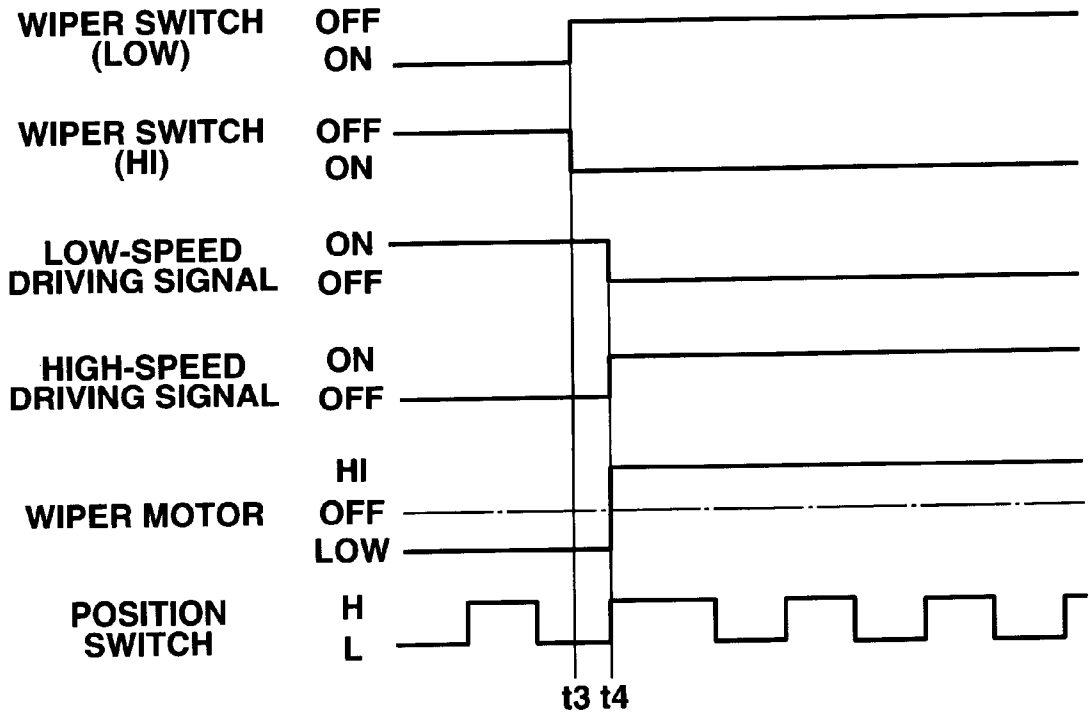 WIPER SWITCH OFF
(LOW) ON
WIPER SWITCH OFF
(HI) ON
LOW-SPEED ON
DRIVING SIGNAL OFF
HIGH-SPEED ON
DRIVING SIGNAL OFF
HI
WIPER MOTOR OFF
LOW
POSITION H
SWITCH L
t3 t4